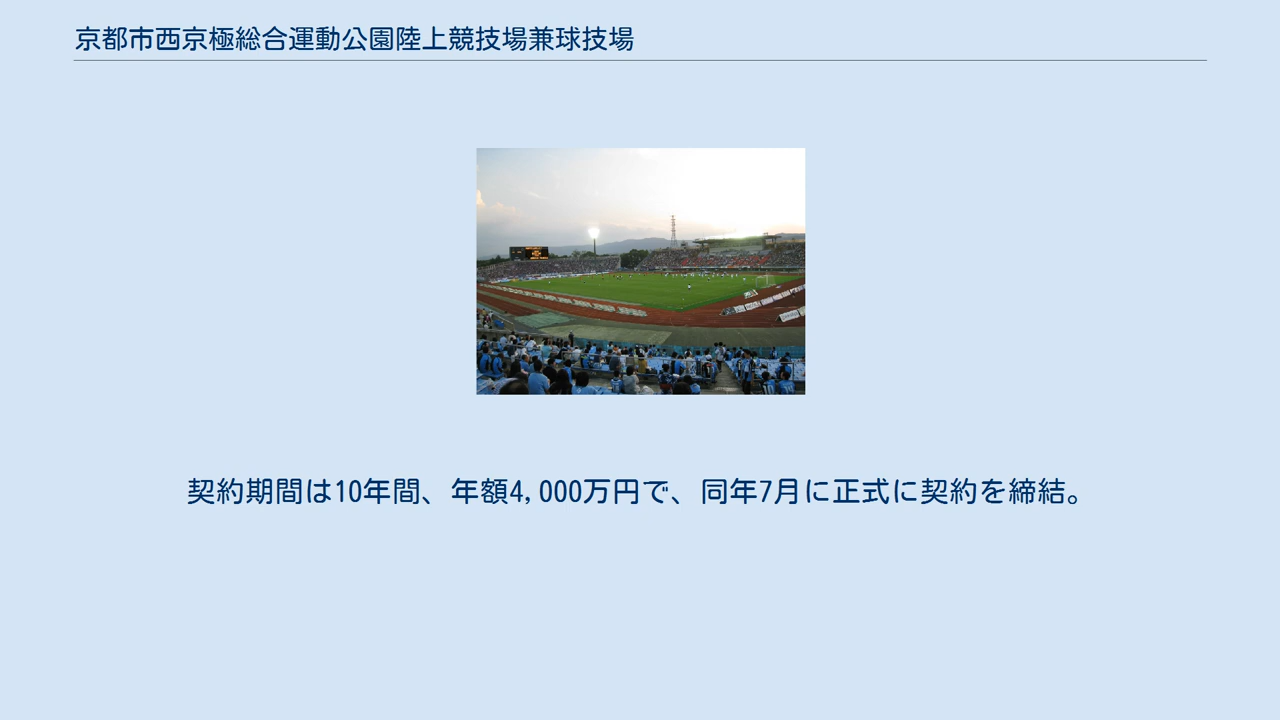 京都市西京極総合運動公園陸上競技場兼球技場
契約期間は10年間、年額4,000万円で、同年7月に正式に契約を締結。